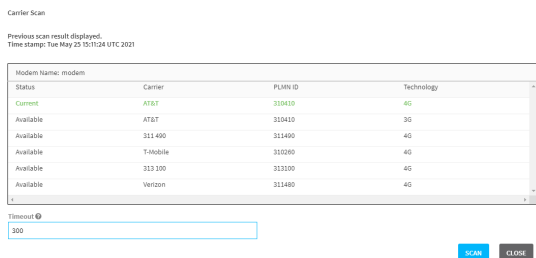 Carrier Scan
Previous scan result displayed.
Time stamp: Tue May 25 15:11:24 UTC 2021
Modem Name: modem
Status Carrier PLMN ID Technology
Current AT&T 310410 4G
Available AT&T 310410 3G
Available 311 490 311490 4G
Available T-Mobile 310260 4G
Available 313 100 313100 4G
Available Verizon 311480 4G
Timeout
300
SCAN CLOSE